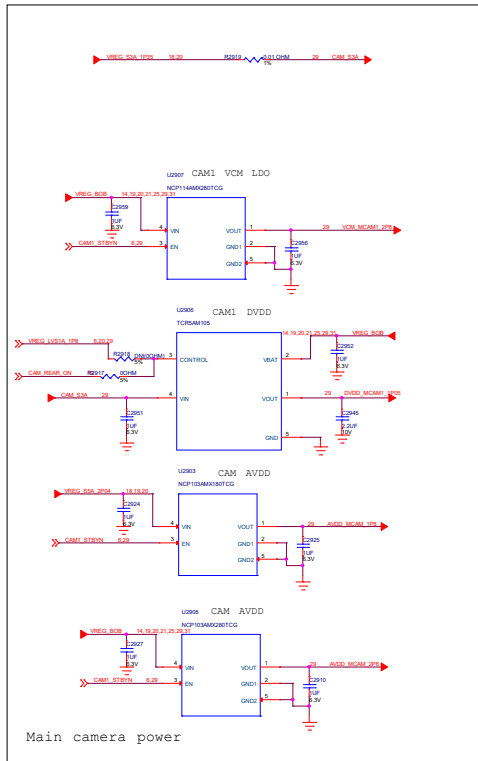 VREG_S3A_1P35 18,20 R2919 0.01 OHM 29 CAM_S3A
1%
U2907 CAM1 VCM LDO
NCP114AMX280TCG
VREG_BOB 14,19,20,21,25,29,31
C2959
1UF
6.3V
4 VIN VOUT 1 29 VCM_MCAM1_2P8
CAM1_STBYN 6,29 3 EN GND1 2
C2956
1UF
6.3V
GND2 5
U2906 CAM1 DVDD
TCR5AM105
VREG_LVS1A_1P8 6,20,29
R2918 DNI(0OHM)
5%
3 CONTROL VBAT 2 14,19,20,21,25,29,31 VREG_BOB
C2952
1UF
6.3V
CAM_REAR_ON R2917 0OHM
5%
CAM_S3A 29 4 VIN VOUT 1 29 DVDD_MCAM1_1P05
C2951
1UF
6.3V
C2945
2.2UF
10V
GND 5
U2903 CAM AVDD
NCP103AMX180TCG
VREG_S5A_2P04 18,19,20
C2924
1UF
6.3V
4 VIN VOUT 1 29 AVDD_MCAM_1P8
CAM1_STBYN 6,29 3 EN GND1 2
C2925
1UF
6.3V
GND2 5
U2905 CAM AVDD
NCP103AMX280TCG
VREG_BOB 14,19,20,21,25,29,31
C2927
1UF
6.3V
4 VIN VOUT 1 29 AVDD_MCAM_2P8
CAM1_STBYN 6,29 3 EN GND1 2
C2910
1UF
6.3V
GND2 5
Main camera power